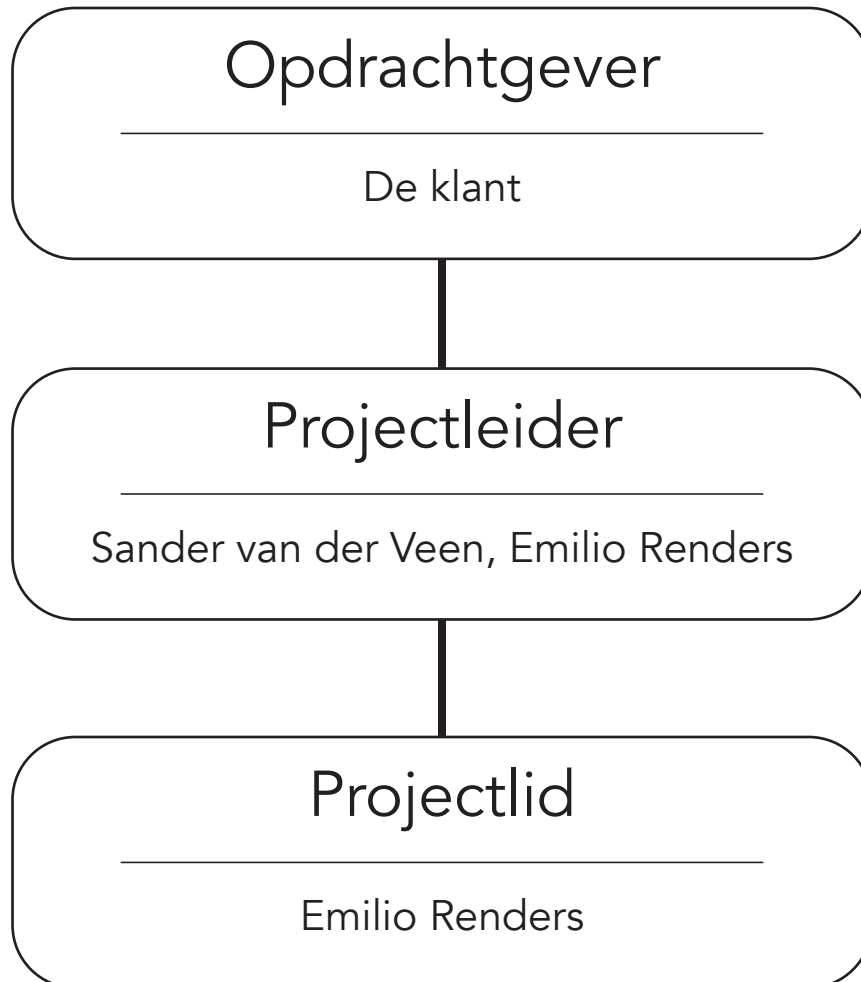 Opdrachtgever
De klant
Projectleider
Sander van der Veen, Emilio Renders
Projectlid
Emilio Renders